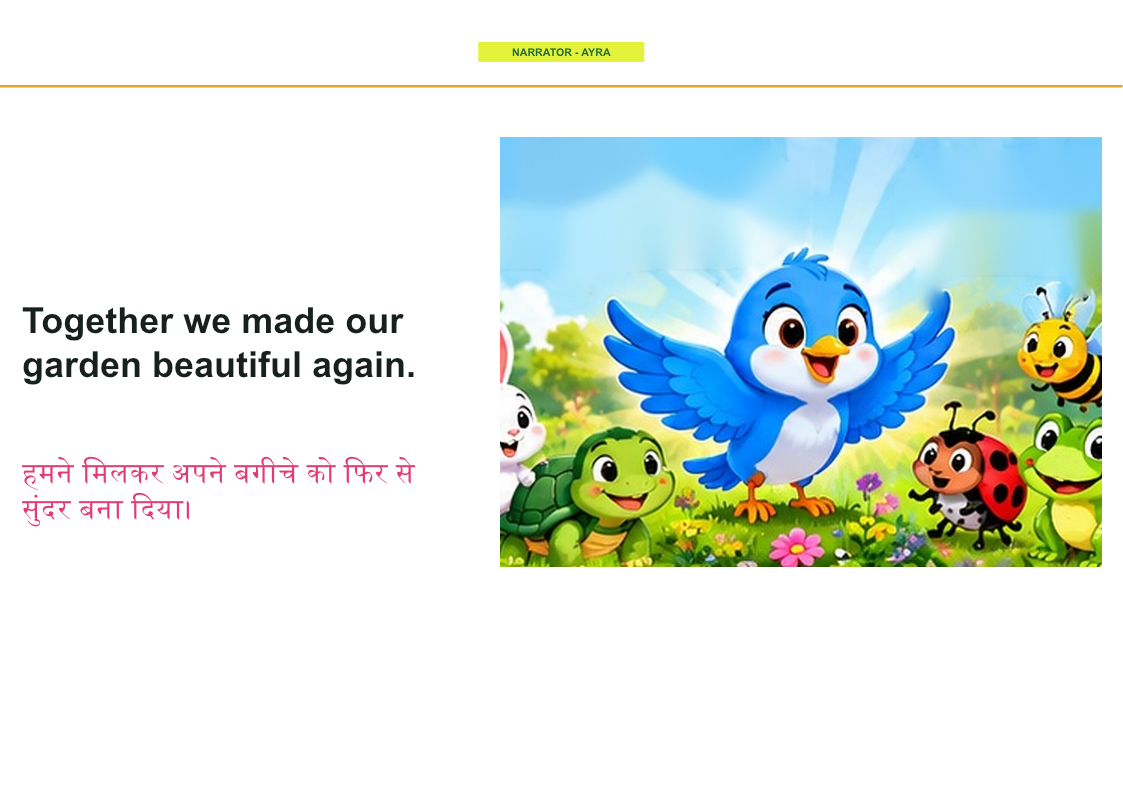 NARRATOR - AYRA
Together we made our
garden beautiful again.
हमने मिलकर अपने बगीचे को फिर से
सुंदर बना दिया।